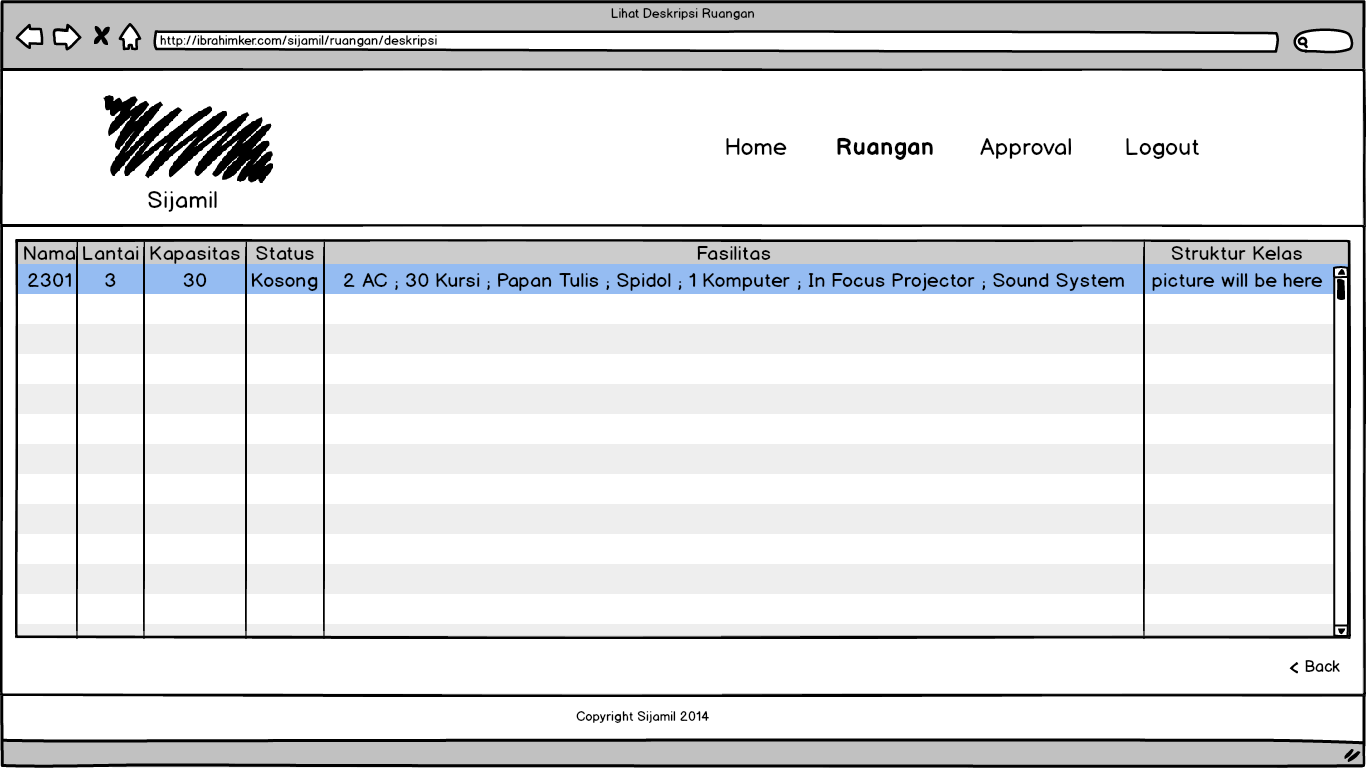 Lihat Deskripsi Ruangan
http://ibrahimker.com/sijamil/ruangan/deskripsi
Home Ruangan Approval Logout
Sijamil
Nama Lantai Kapasitas Status Fasilitas Struktur Kelas
2301 3 30 Kosong 2 AC ; 30 Kursi ; Papan Tulis ; Spidol ; 1 Komputer ; In Focus Projector ; Sound System picture will be here
< Back
Copyright Sijamil 2014